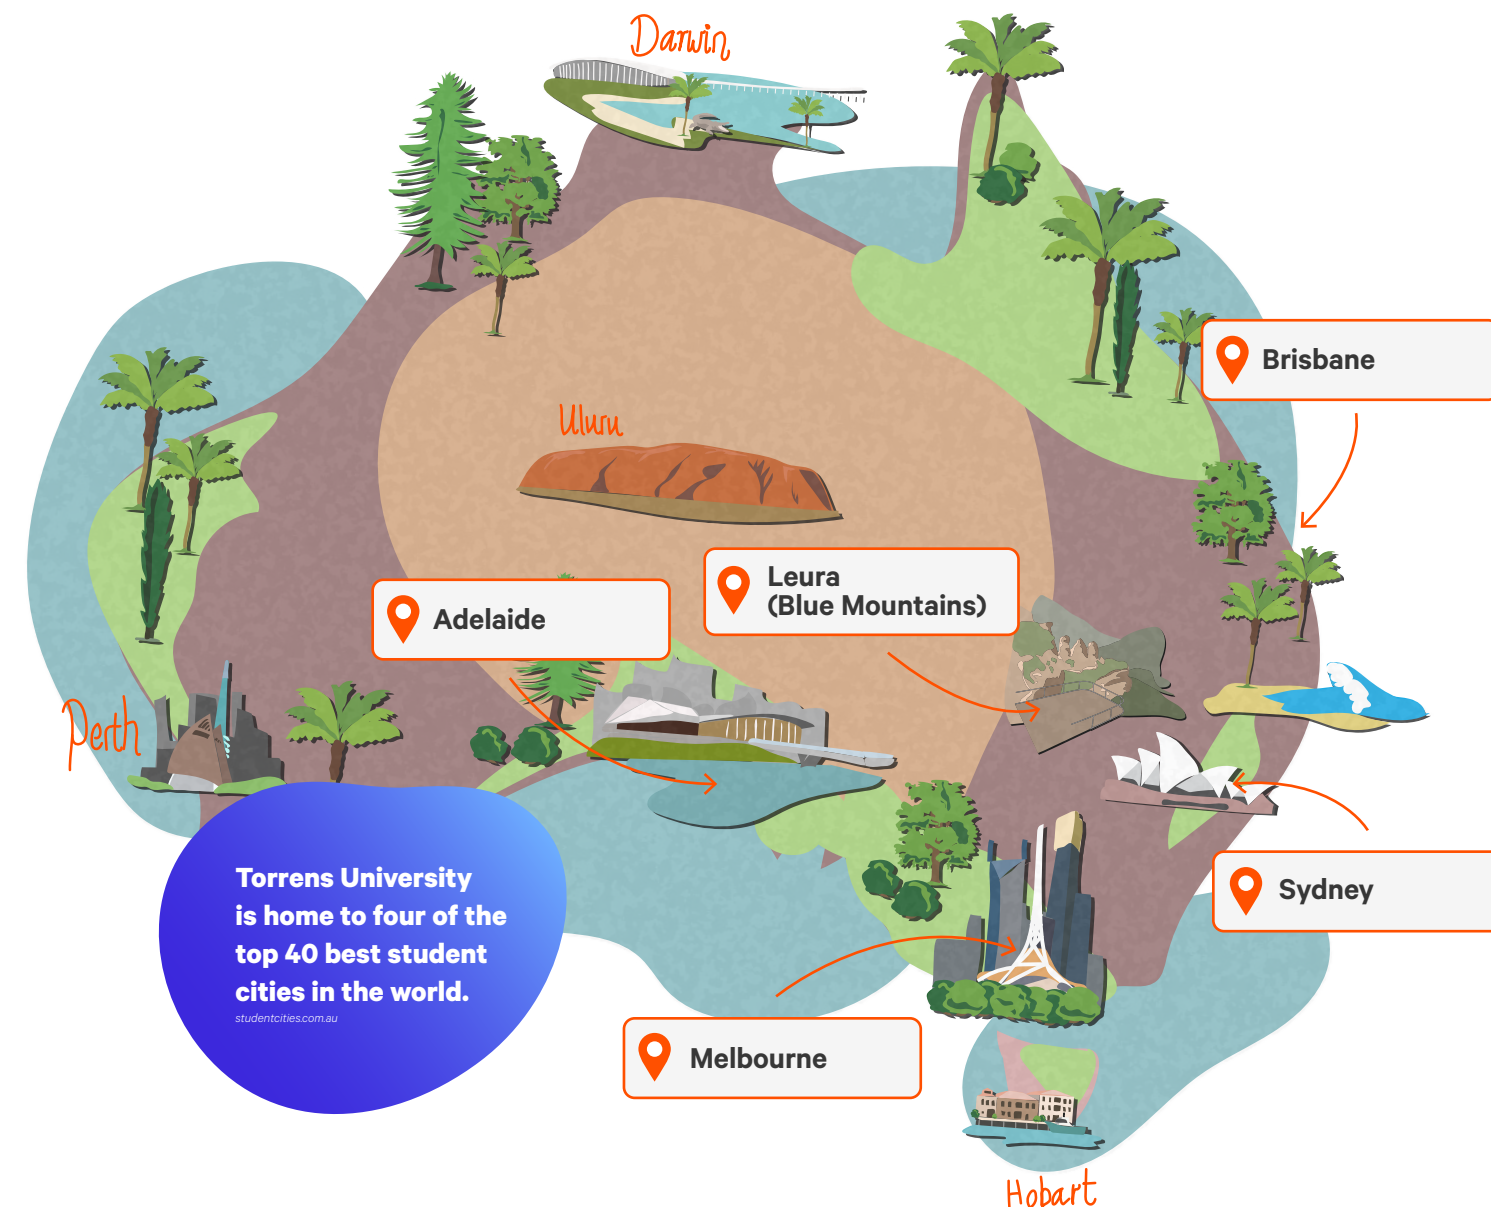 Darwin
Brisbane
Uluru
Leura
(Blue Mountains)
Adelaide
Perth
Torrens University
is home to four of the
top 40 best student
cities in the world.
studentcities.com.au
Sydney
Melbourne
Hobart